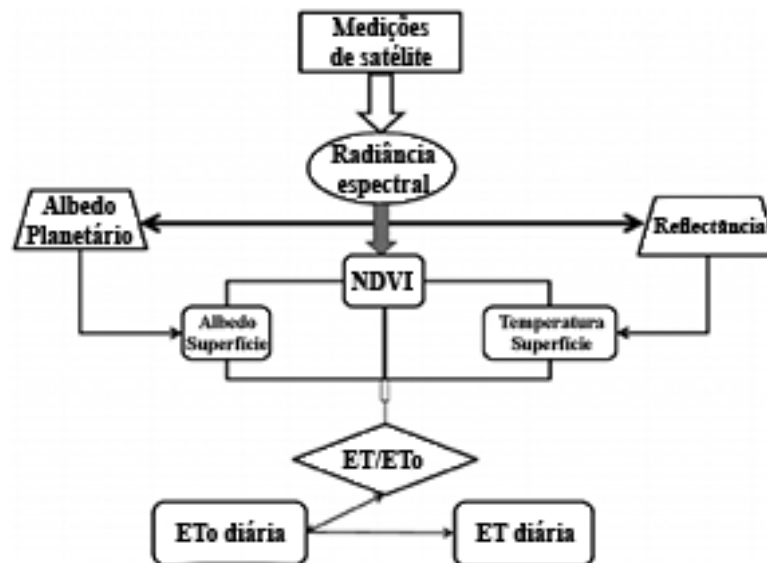 Medições
de satélite
Radiância
espectral
Albedo
Planetário
Reflectância
NDVI
Albedo
Superfície
Temperatura
Superfície
ET/ETo
ETo diária
ET diária